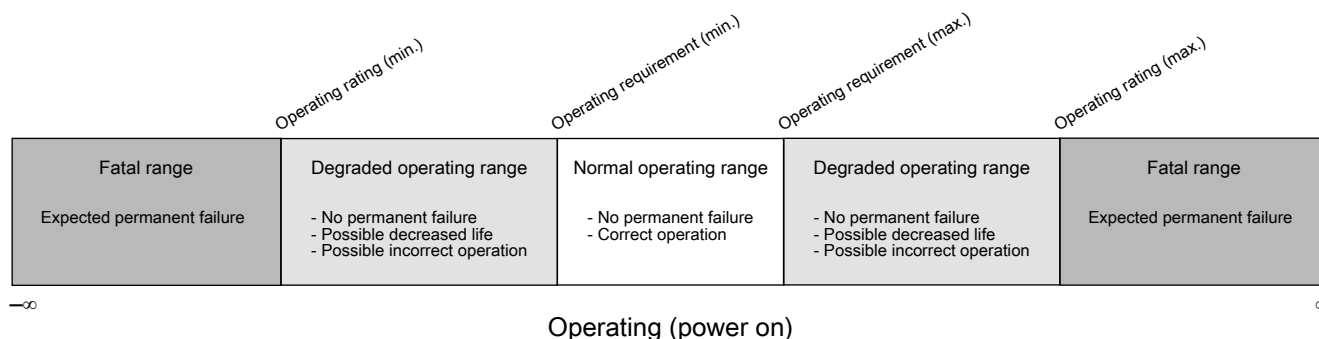 Operating rating (min.)
Operating requirement (min.)
Operating requirement (max.)
Operating rating (max.)
Fatal range
Degraded operating range
Normal operating range
Degraded operating range
Fatal range
Expected permanent failure
- No permanent failure
- Possible decreased life
- Possible incorrect operation
- No permanent failure
- Correct operation
- No permanent failure
- Possible decreased life
- Possible incorrect operation
Expected permanent failure
–∞
Operating (power on)